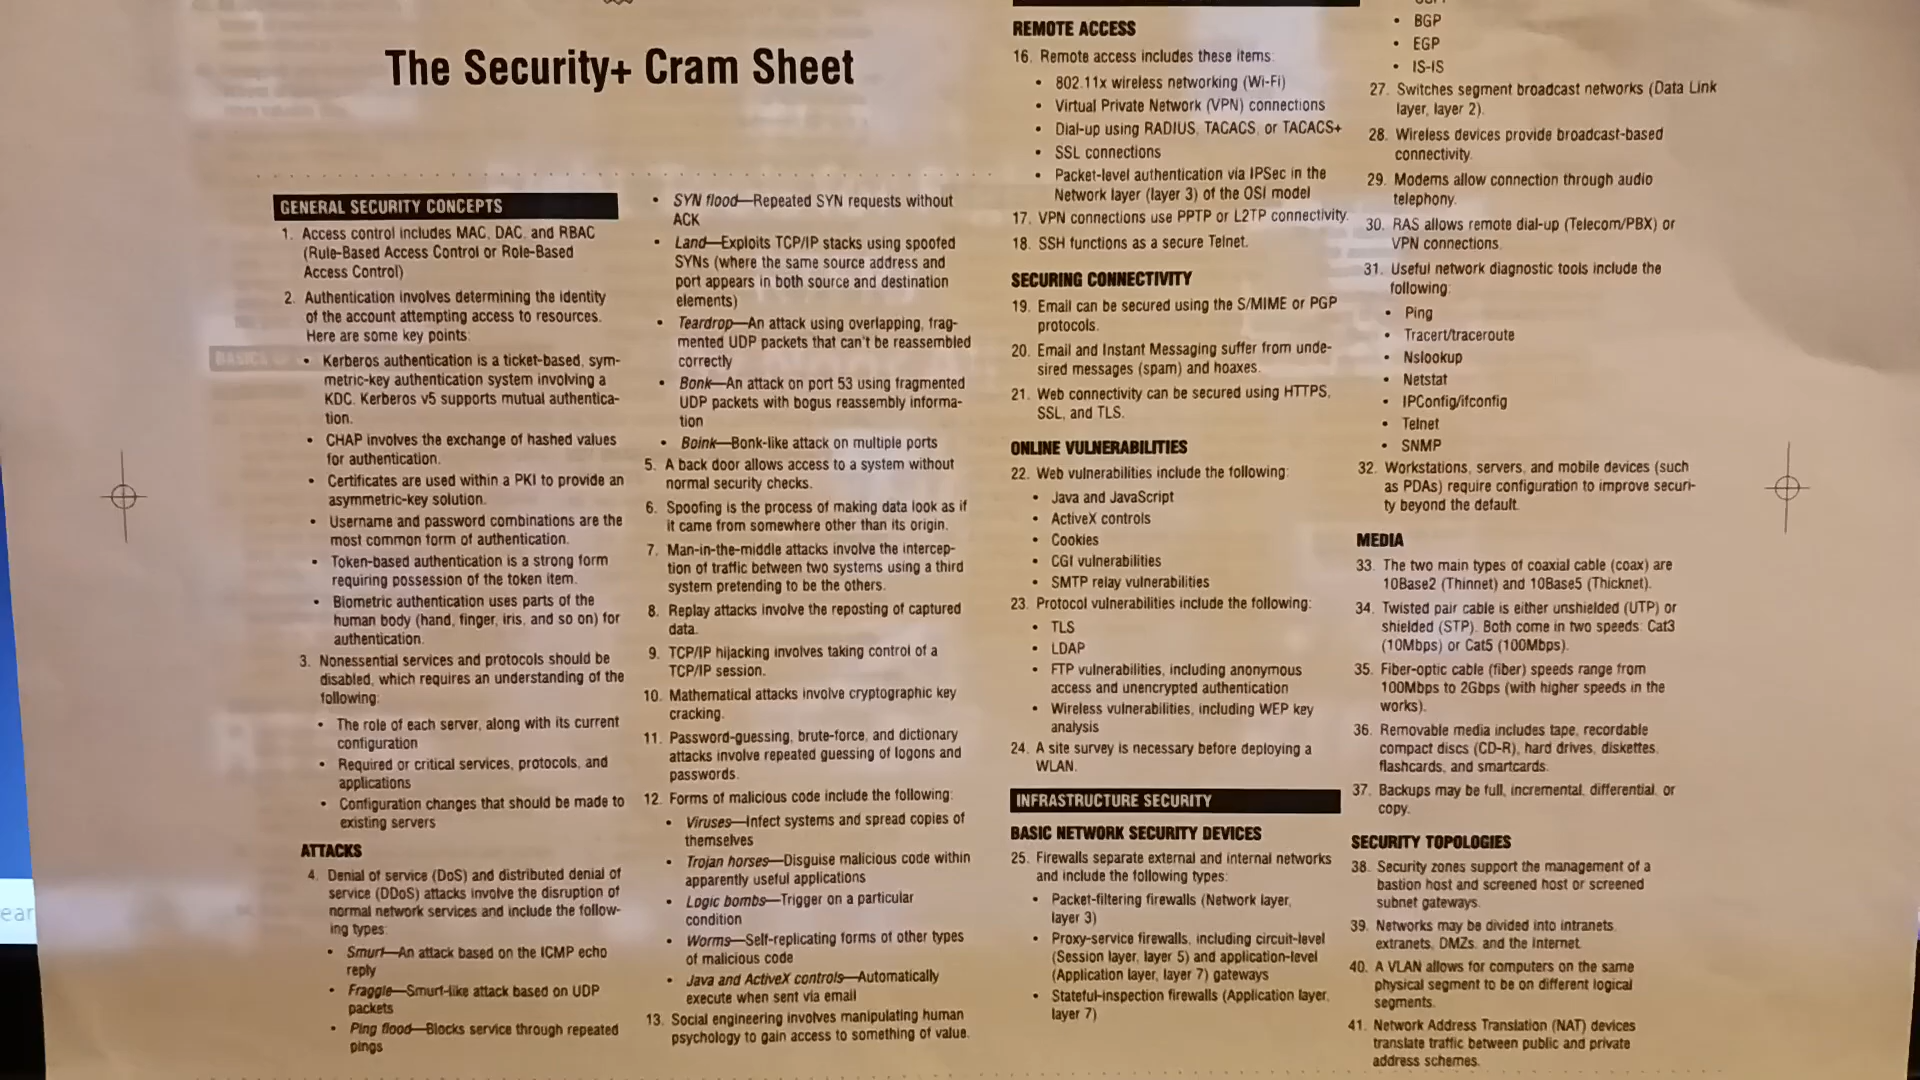 The Security+ Cram Sheet
GENERAL SECURITY CONCEPTS
1. Access control includes MAC, DAC, and RBAC
(Rule-Based Access Control or Role-Based
Access Control)
2. Authentication involves determining the identity
of the account attempting access to resources.
Here are some key points:
• Kerberos authentication is a ticket-based, sym-
metric-key authentication system involving a
KDC. Kerberos v5 supports mutual authentica-
tion.
• CHAP involves the exchange of hashed values
for authentication.
• Certificates are used within a PKI to provide an
asymmetric-key solution.
• Username and password combinations are the
most common form of authentication.
• Token-based authentication is a strong form
requiring possession of the token item.
• Biometric authentication uses parts of the
human body (hand, finger, iris, and so on) for
authentication.
3. Nonessential services and protocols should be
disabled, which requires an understanding of the
following:
• The role of each server, along with its current
configuration
• Required or critical services, protocols, and
applications
• Configuration changes that should be made to
existing servers
ATTACKS
4. Denial of service (DoS) and distributed denial of
service (DDoS) attacks involve the disruption of
normal network services and include the follow-
ing types:
• Smurf—An attack based on the ICMP echo
reply
• Fraggle—Smurf-like attack based on UDP
packets
• Ping flood—Blocks service through repeated
pings
• SYN flood—Repeated SYN requests without
ACK
• Land—Exploits TCP/IP stacks using spoofed
SYNs (where the same source address and
port appears in both source and destination
elements)
• Teardrop—An attack using overlapping, frag-
mented UDP packets that can't be reassembled
correctly
• Bonk—An attack on port 53 using fragmented
UDP packets with bogus reassembly informa-
tion
• Boink—Bonk-like attack on multiple ports
5. A back door allows access to a system without
normal security checks.
6. Spoofing is the process of making data look as if
it came from somewhere other than its origin.
7. Man-in-the-middle attacks involve the intercep-
tion of traffic between two systems using a third
system pretending to be the others.
8. Replay attacks involve the reposting of captured
data.
9. TCP/IP hijacking involves taking control of a
TCP/IP session.
10. Mathematical attacks involve cryptographic key
cracking.
11. Password-guessing, brute-force, and dictionary
attacks involve repeated guessing of logons and
passwords.
12. Forms of malicious code include the following:
• Viruses—Infect systems and spread copies of
themselves
• Trojan horses—Disguise malicious code within
apparently useful applications
• Logic bombs—Trigger on a particular
condition
• Worms—Self-replicating forms of other types
of malicious code
• Java and ActiveX controls—Automatically
execute when sent via email
13. Social engineering involves manipulating human
psychology to gain access to something of value.
REMOTE ACCESS
16. Remote access includes these items:
• 802.11x wireless networking (Wi-Fi)
• Virtual Private Network (VPN) connections
• Dial-up using RADIUS, TACACS, or TACACS+
• SSL connections
• Packet-level authentication via IPSec in the
Network layer (layer 3) of the OSI model
17. VPN connections use PPTP or L2TP connectivity.
18. SSH functions as a secure Telnet.
SECURING CONNECTIVITY
19. Email can be secured using the S/MIME or PGP
protocols.
20. Email and Instant Messaging suffer from unde-
sired messages (spam) and hoaxes.
21. Web connectivity can be secured using HTTPS,
SSL, and TLS.
ONLINE VULNERABILITIES
22. Web vulnerabilities include the following:
• Java and JavaScript
• ActiveX controls
• Cookies
• CGI vulnerabilities
• SMTP relay vulnerabilities
23. Protocol vulnerabilities include the following:
• TLS
• LDAP
• FTP vulnerabilities, including anonymous
access and unencrypted authentication
• Wireless vulnerabilities, including WEP key
analysis
24. A site survey is necessary before deploying a
WLAN.
INFRASTRUCTURE SECURITY
BASIC NETWORK SECURITY DEVICES
25. Firewalls separate external and internal networks
and include the following types:
• Packet-filtering firewalls (Network layer,
layer 3)
• Proxy-service firewalls, including circuit-level
(Session layer, layer 5) and application-level
(Application layer, layer 7) gateways
• Stateful-inspection firewalls (Application layer,
layer 7)
• BGP
• EGP
• IS-IS
27. Switches segment broadcast networks (Data Link
layer, layer 2).
28. Wireless devices provide broadcast-based
connectivity.
29. Modems allow connection through audio
telephony.
30. RAS allows remote dial-up (Telecom/PBX) or
VPN connections.
31. Useful network diagnostic tools include the
following:
• Ping
• Tracert/traceroute
• Nslookup
• Netstat
• IPConfig/ifconfig
• Telnet
• SNMP
32. Workstations, servers, and mobile devices (such
as PDAs) require configuration to improve securi-
ty beyond the default.
MEDIA
33. The two main types of coaxial cable (coax) are
10Base2 (Thinnet) and 10Base5 (Thicknet).
34. Twisted pair cable is either unshielded (UTP) or
shielded (STP). Both come in two speeds: Cat3
(10Mbps) or Cat5 (100Mbps).
35. Fiber-optic cable (fiber) speeds range from
100Mbps to 2Gbps (with higher speeds in the
works).
36. Removable media includes tape, recordable
compact discs (CD-R), hard drives, diskettes,
flashcards, and smartcards.
37. Backups may be full, incremental, differential, or
copy.
SECURITY TOPOLOGIES
38. Security zones support the management of a
bastion host and screened host or screened
subnet gateways.
39. Networks may be divided into intranets,
extranets, DMZs, and the Internet.
40. A VLAN allows for computers on the same
physical segment to be on different logical
segments.
41. Network Address Translation (NAT) devices
translate traffic between public and private
address schemes.